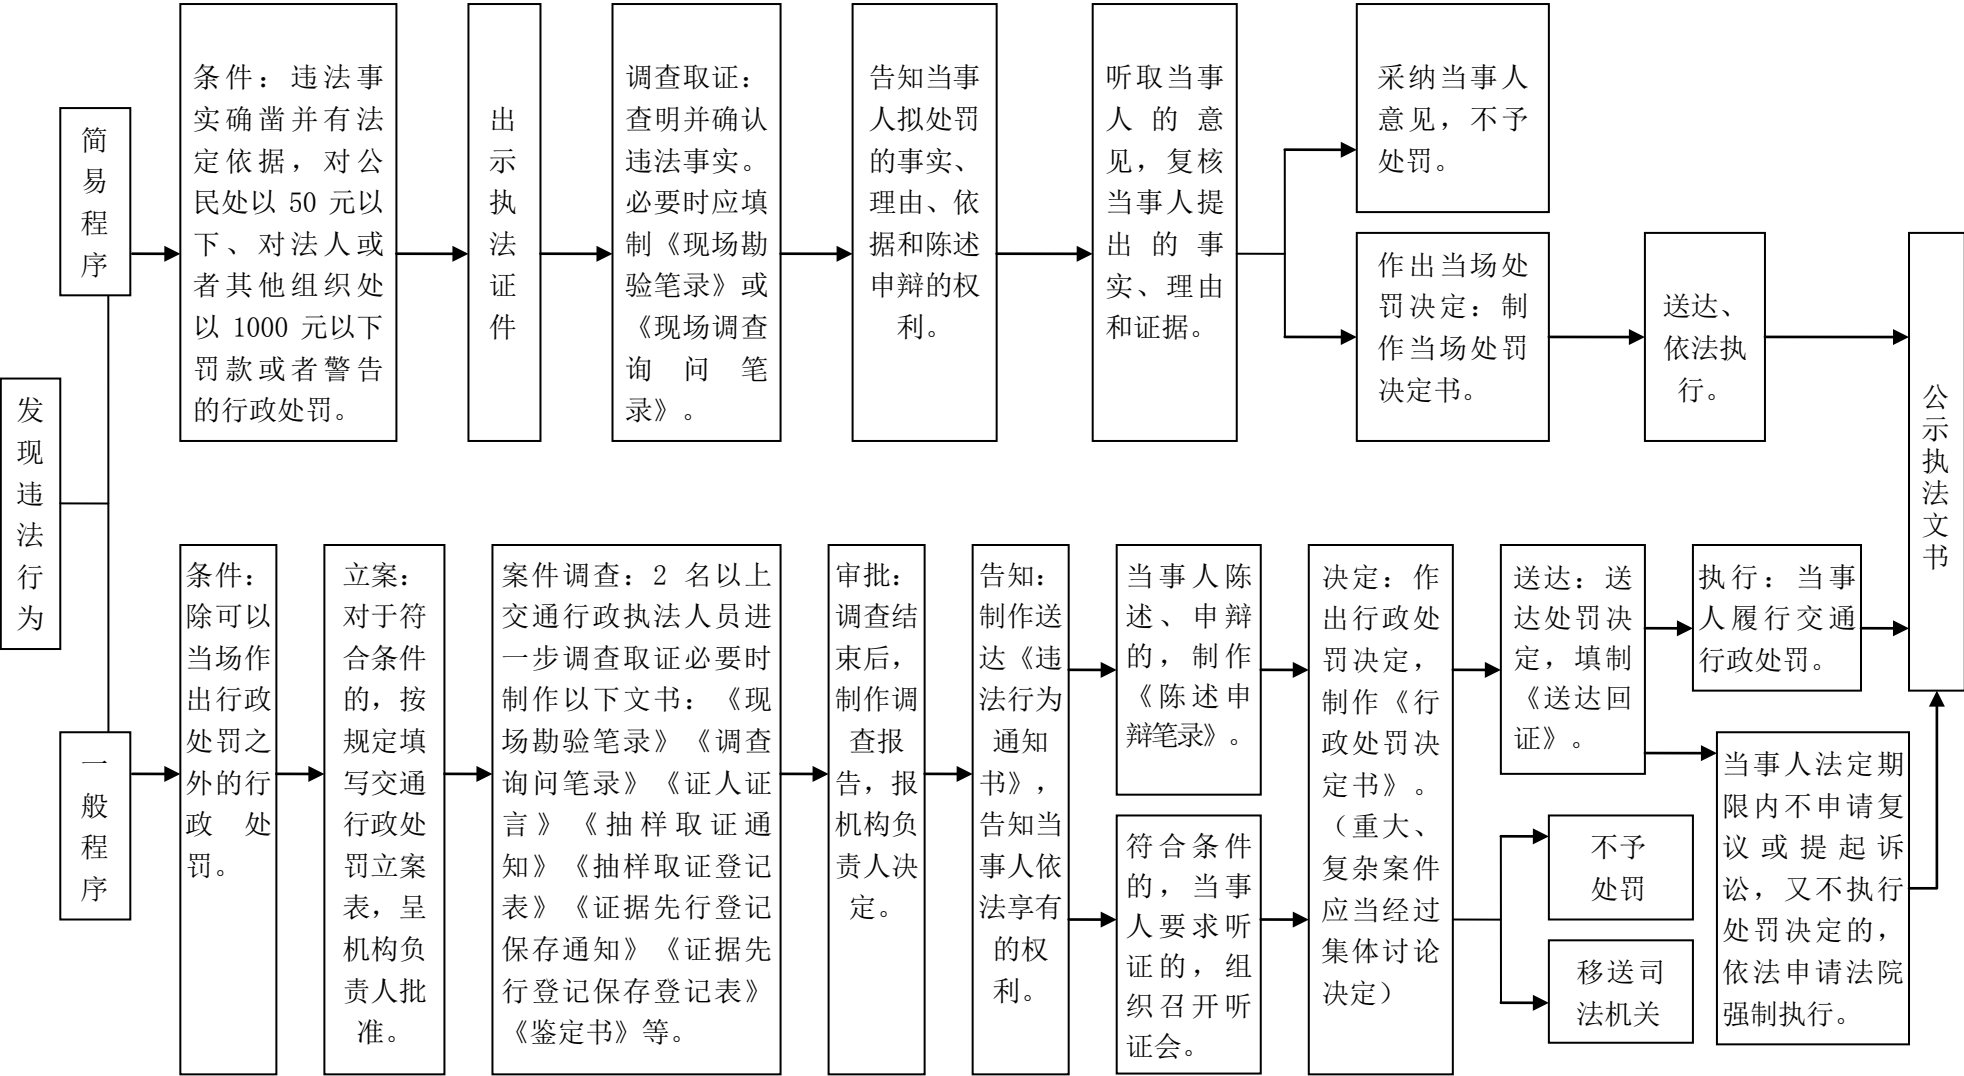 发现违法行为
简易程序
条件：违法事
实确凿并有法
定依据，对公
民处以 50 元以
下、对法人或
者其他组织处
以 1000 元以下
罚款或者警告
的行政处罚。
出示执法证件
调查取证：
查明并确认
违法事实。
必要时应填
制《现场勘
验笔录》或
《现场调查
询问笔
录》。
告知当事
人拟处罚
的事实、
理由、依
据和陈述
申辩的权
利。
听取当事
人的意
见，复核
当事人提
出的事
实、理由
和证据。
采纳当事人
意见，不予
处罚。
作出当场处
罚决定：制
作当场处罚
决定书。
送达、
依法执
行。
公示执法文书
一般程序
条件：
除可以
当场作
出行政
处罚之
外的行
政处
罚。
立案：
对于符
合条件
的，按
规定填
写交通
行政处
罚立案
表，呈
机构负
责人批
准。
案件调查：2 名以上
交通行政执法人员进
一步调查取证必要时
制作以下文书：《现
场勘验笔录》《调查
询问笔录》《证人证
言》《抽样取证通
知》《抽样取证登记
表》《证据先行登记
保存通知》《证据先
行登记保存登记表》
《鉴定书》等。
审批：
调查结
束后，
制作调
查报
告，报
机构负
责人决
定。
告知：
制作送
达《违
法行为
通知
书》，
告知当
事人依
法享有
的权
利。
当事人陈
述、申辩
的，制作
《陈述申
辩笔录》。
符合条件
的，当事
人要求听
证的，组
织召开听
证会。
决定：作
出行政处
罚决定，
制作《行
政处罚决
定书》。
（重大、
复杂案件
应当经过
集体讨论
决定）
送达：送
达处罚决
定，填制
《送达回
证》。
执行：当事
人履行交通
行政处罚。
当事人法定期
限内不申请复
议或提起诉
讼，又不执行
处罚决定的，
依法申请法院
强制执行。
不予
处罚
移送司
法机关